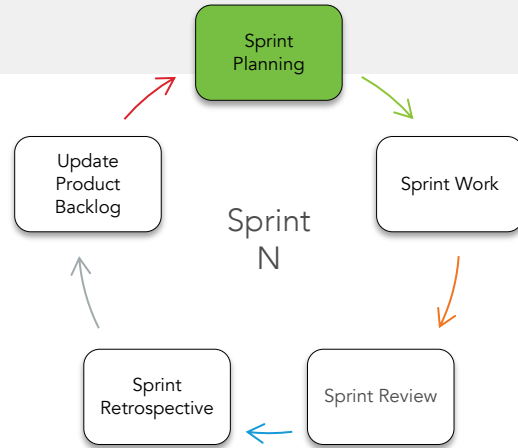 Sprint
Planning
Sprint Work
Sprint Review
Sprint
Retrospective
Update
Product
Backlog
Sprint
N